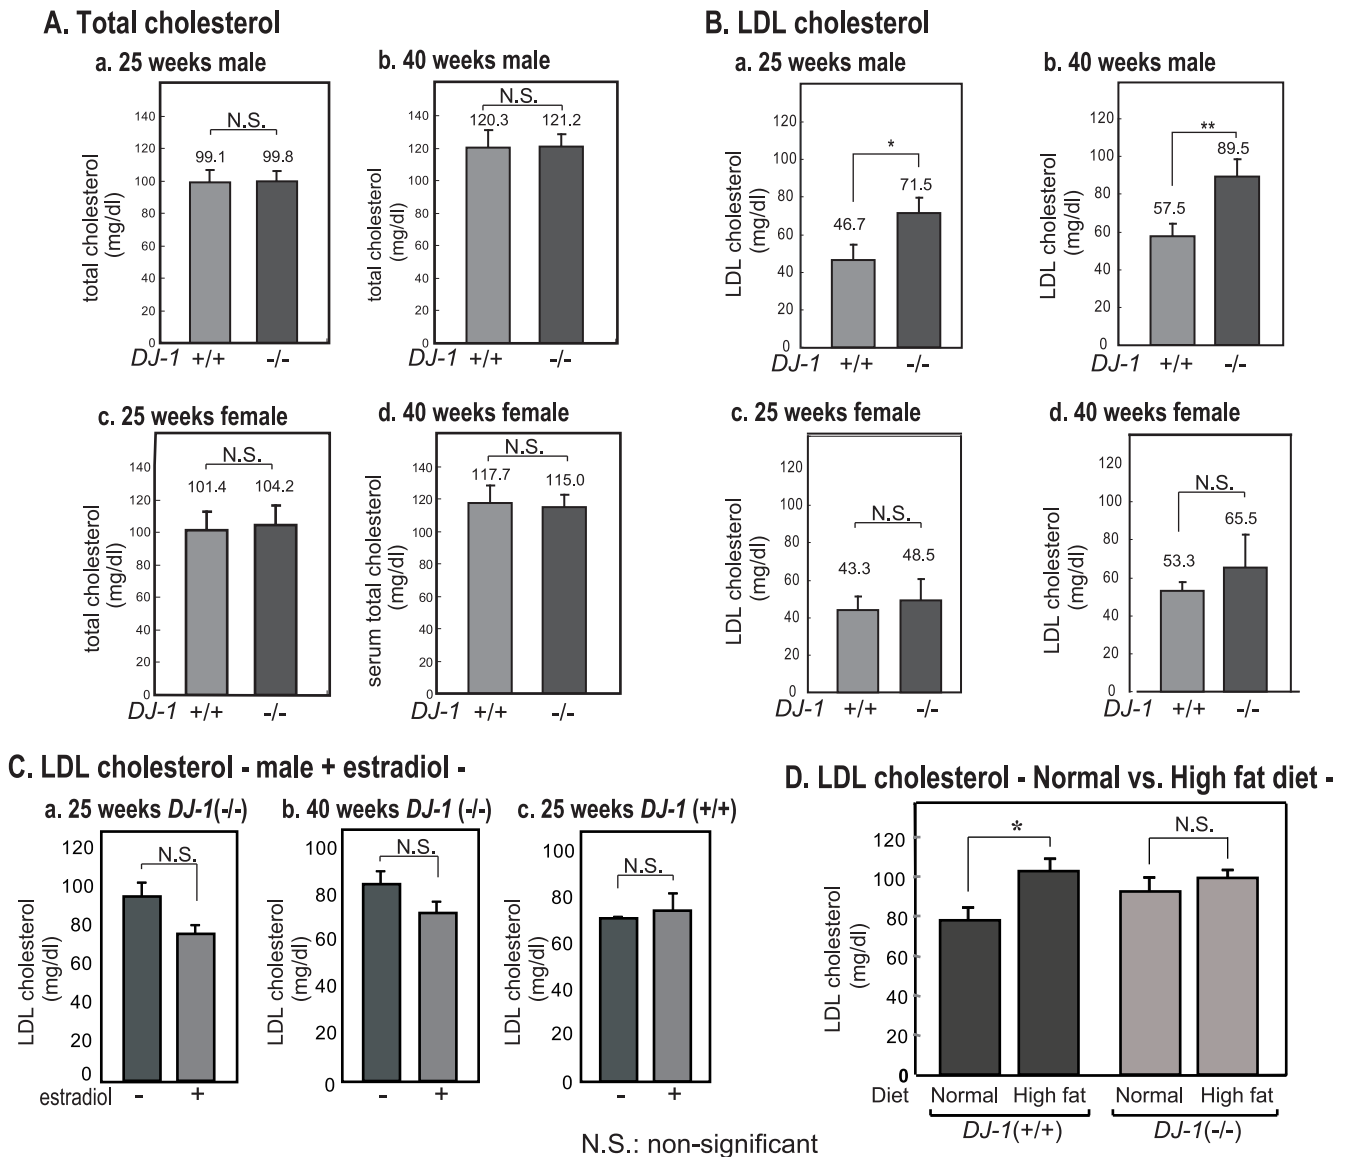 A. Total cholesterol
a. 25 weeks male
total cholesterol
(mg/dl)
140
120
100
80
60
40
20
0
N.S.
99.1 99.8
DJ-1 +/+ -/-
b. 40 weeks male
total cholesterol
(mg/dl)
140
120
100
80
60
40
20
0
N.S.
120.3 121.2
DJ-1 +/+ -/-
c. 25 weeks female
total cholesterol
(mg/dl)
140
120
100
80
60
40
20
0
N.S.
101.4 104.2
DJ-1 +/+ -/-
d. 40 weeks female
serum total cholesterol
(mg/dl)
140
120
100
80
60
40
20
0
N.S.
117.7 115.0
DJ-1 +/+ -/-
B. LDL cholesterol
a. 25 weeks male
LDL cholesterol
(mg/dl)
120
100
80
60
40
20
0
*
46.7 71.5
DJ-1 +/+ -/-
b. 40 weeks male
LDL cholesterol
(mg/dl)
120
100
80
60
40
20
0
**
57.5 89.5
DJ-1 +/+ -/-
c. 25 weeks female
LDL cholesterol
(mg/dl)
120
100
80
60
40
20
0
N.S.
43.3 48.5
DJ-1 +/+ -/-
d. 40 weeks female
LDL cholesterol
(mg/dl)
120
100
80
60
40
20
0
N.S.
53.3 65.5
DJ-1 +/+ -/-
C. LDL cholesterol - male + estradiol -
a. 25 weeks DJ-1(-/-)
LDL cholesterol
(mg/dl)
120
100
80
60
40
20
0
N.S.
estradiol - +
b. 40 weeks DJ-1 (-/-)
LDL cholesterol
(mg/dl)
100
80
60
40
20
0
N.S.
- +
c. 25 weeks DJ-1 (+/+)
LDL cholesterol
(mg/dl)
100
80
60
40
20
0
N.S.
- +
D. LDL cholesterol - Normal vs. High fat diet -
LDL cholesterol
(mg/dl)
120
100
80
60
40
20
0
* N.S.
Diet Normal High fat Normal High fat
DJ-1(+/+) DJ-1(-/-)
N.S.: non-significant